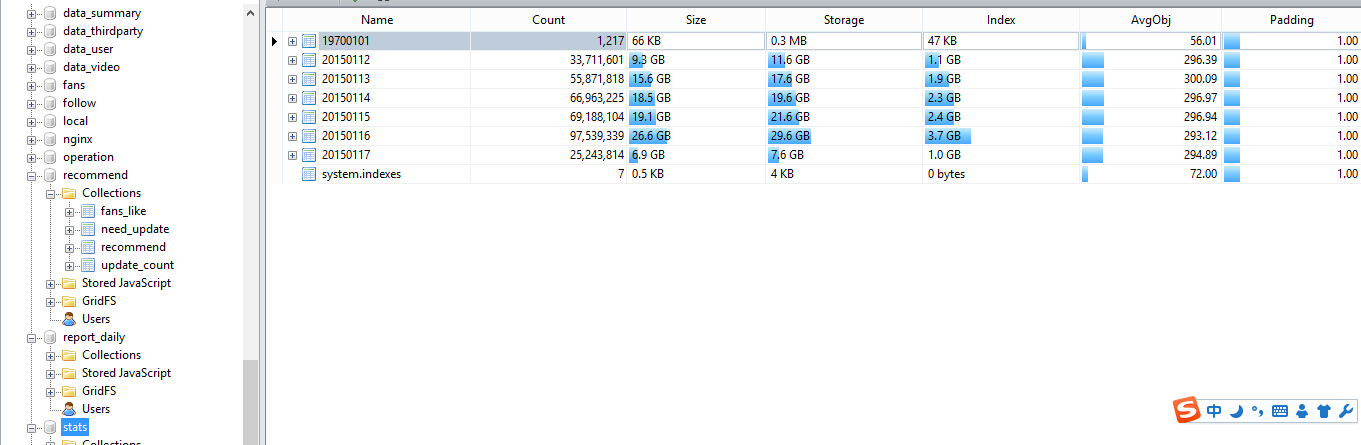 data_summary
data_thirdparty
data_user
data_video
fans
follow
local
nginx
operation
recommend
Collections
fans_like
need_update
recommend
update_count
Stored JavaScript
GridFS
Users
report_daily
Collections
Stored JavaScript
GridFS
Users
stats
Name Count Size Storage Index AvgObj Padding
19700101 1,217 66 KB 0.3 MB 47 KB 56.01 1.00
20150112 33,711,601 9.3 GB 11.6 GB 1.1 GB 296.39 1.00
20150113 55,871,818 15.6 GB 17.6 GB 1.9 GB 300.09 1.00
20150114 66,963,225 18.5 GB 19.6 GB 2.3 GB 296.97 1.00
20150115 69,188,104 19.1 GB 21.6 GB 2.4 GB 296.94 1.00
20150116 97,539,339 26.6 GB 29.6 GB 3.7 GB 293.12 1.00
20150117 25,243,814 6.9 GB 7.6 GB 1.0 GB 294.89 1.00
system.indexes 7 0.5 KB 4 KB 0 bytes 72.00 1.00
S 中